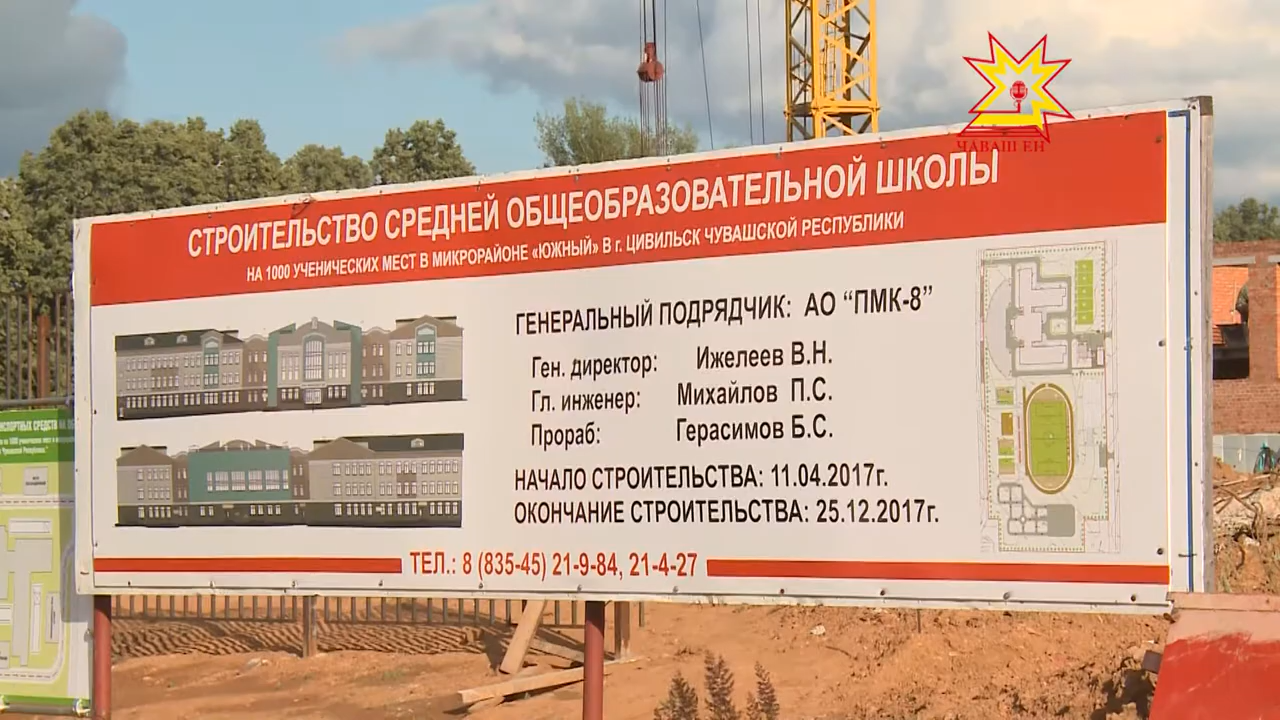 ЧӐВАШ ЕН
СТРОИТЕЛЬСТВО СРЕДНЕЙ ОБЩЕОБРАЗОВАТЕЛЬНОЙ ШКОЛЫ
НА 1000 УЧЕНИЧЕСКИХ МЕСТ В МИКРОРАЙОНЕ «ЮЖНЫЙ» В г. ЦИВИЛЬСК ЧУВАШСКОЙ РЕСПУБЛИКИ
ГЕНЕРАЛЬНЫЙ ПОДРЯДЧИК: АО “ПМК-8”
Ген. директор: Ижелеев В.Н.
Гл. инженер: Михайлов П.С.
Прораб: Герасимов Б.С.
НАЧАЛО СТРОИТЕЛЬСТВА: 11.04.2017г.
ОКОНЧАНИЕ СТРОИТЕЛЬСТВА: 25.12.2017г.
ТЕЛ.: 8 (835-45) 21-9-84, 21-4-27